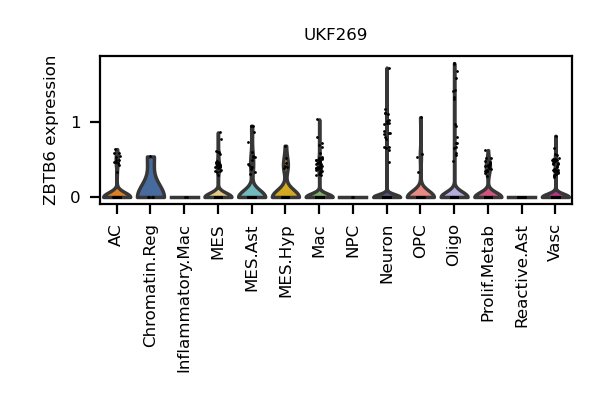 UKF269
ZBTB6 expression
1
0
AC
Chromatin.Reg
Inflammatory.Mac
MES
MES.Ast
MES.Hyp
Mac
NPC
Neuron
OPC
Oligo
Prolif.Metab
Reactive.Ast
Vasc